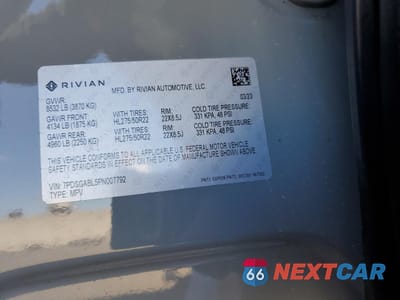 RIVIAN
MFD. BY RIVIAN AUTOMOTIVE, LLC.
03/23
GVWR:
8532 LB (3870 KG)
GAWR FRONT: WITH TIRES: RIM: COLD TIRE PRESSURE:
4134 LB (1875 KG) HL275/50R22 22X8.5J 331 KPA, 48 PSI
GAWR REAR: WITH TIRES: RIM: COLD TIRE PRESSURE:
4960 LB (2250 KG) HL275/50R22 22X8.5J 331 KPA, 48 PSI
THIS VEHICLE CONFORMS TO ALL APPLICABLE U.S. FEDERAL MOTOR VEHICLE
SAFETY STANDARDS IN EFFECT ON THE DATE OF MANUFACTURE SHOWN ABOVE.
VIN: 7PDSGABL5PN007792
TYPE: MPV
66 NEXTCAR